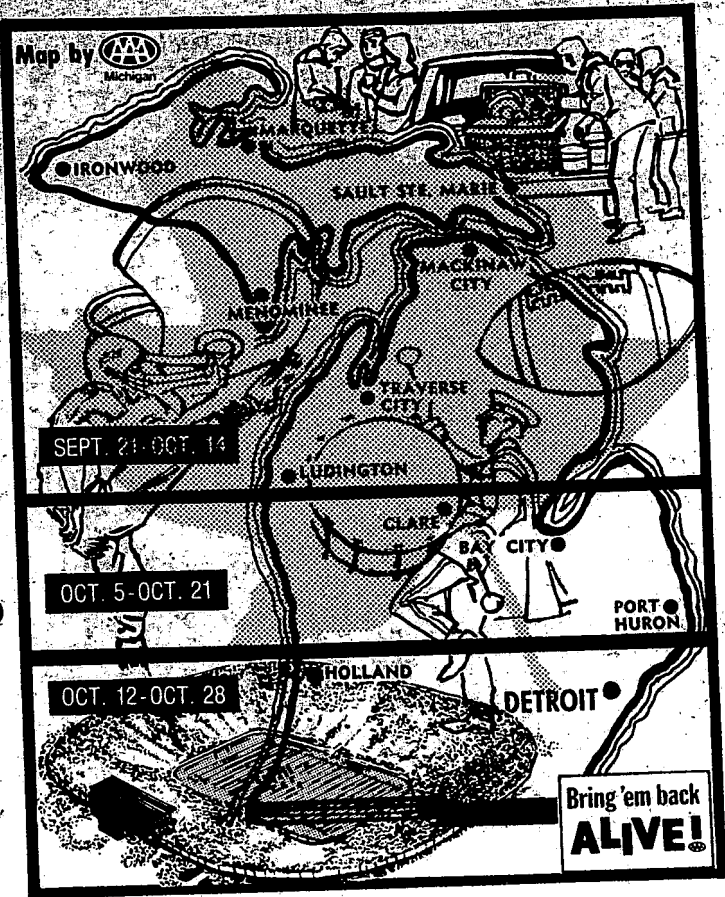 Map by AAA
Michigan
MARQUETTE
IRONWOOD
SAULT STE. MARIE
MACKINAW
CITY
MENOMINEE
TRAVERSE
CITY
SEPT. 21-OCT. 14
LUDINGTON
CLARE
BAY CITY
OCT. 5-OCT. 21
PORT
HURON
HOLLAND
OCT. 12-OCT. 28
DETROIT
Bring 'em back
ALIVE!